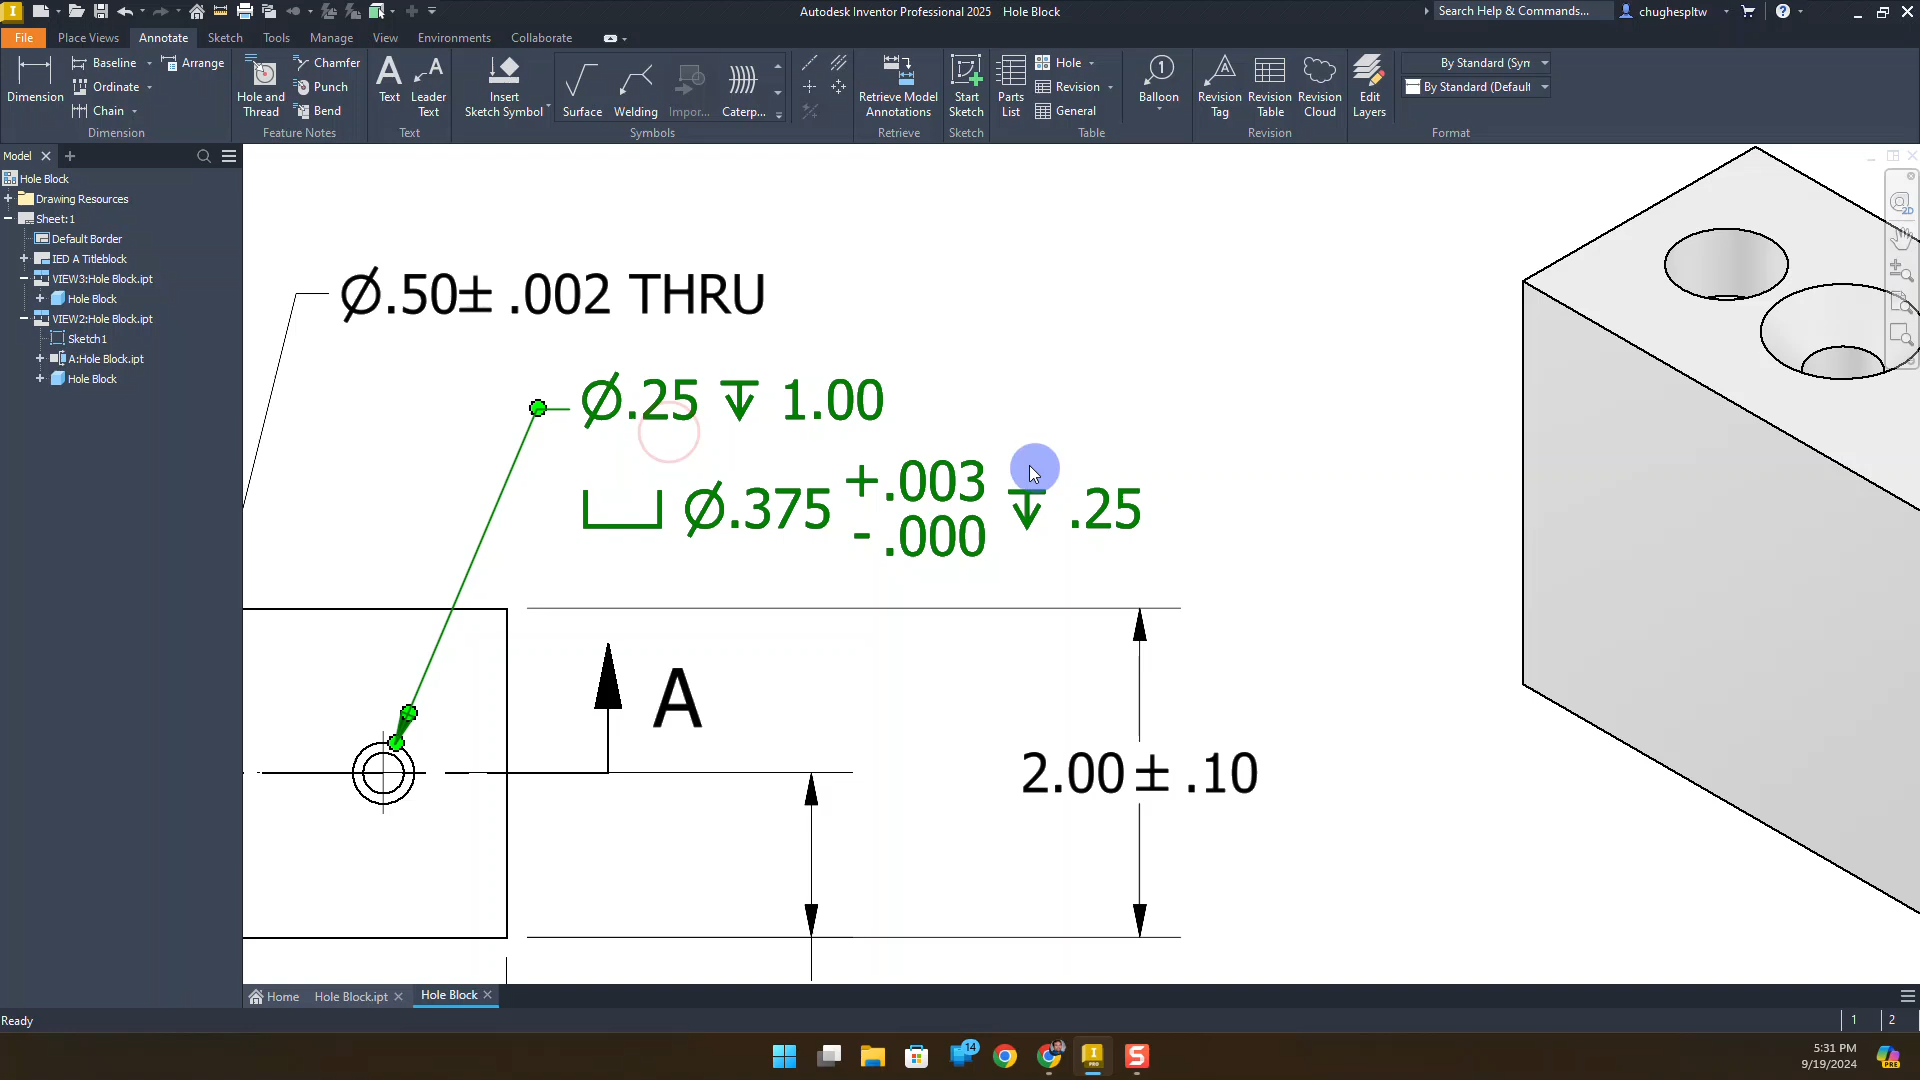 Autodesk Inventor Professional 2025 Hole Block
Search Help & Commands...
chughespltw
File Place Views Annotate Sketch Tools Manage View Environments Collaborate
Dimension
Baseline
Ordinate
Chain
Arrange
Dimension
Hole and Thread
Chamfer
Punch
Bend
Feature Notes
Text
Leader Text
Text
Insert Sketch Symbol
Surface
Welding
Impor...
Caterp...
Symbols
Retrieve Model Annotations
Retrieve
Start Sketch
Sketch
Parts List
Hole
Revision
General
Table
Balloon
Revision Tag
Revision Table
Revision Cloud
Revision
Edit Layers
By Standard (Syn
By Standard (Default
Format
Model
Hole Block
Drawing Resources
Sheet:1
Default Border
IED A Titleblock
VIEW3:Hole Block.ipt
Hole Block
VIEW2:Hole Block.ipt
Sketch1
A:Hole Block.ipt
Hole Block
Ø.50± .002 THRU
Ø.25 ↧ 1.00
⌴ Ø.375 +.003 -.000 ↧ .25
A
2.00± .10
2D
Home Hole Block.ipt Hole Block
Ready
1 2
14
5:31 PM
9/19/2024